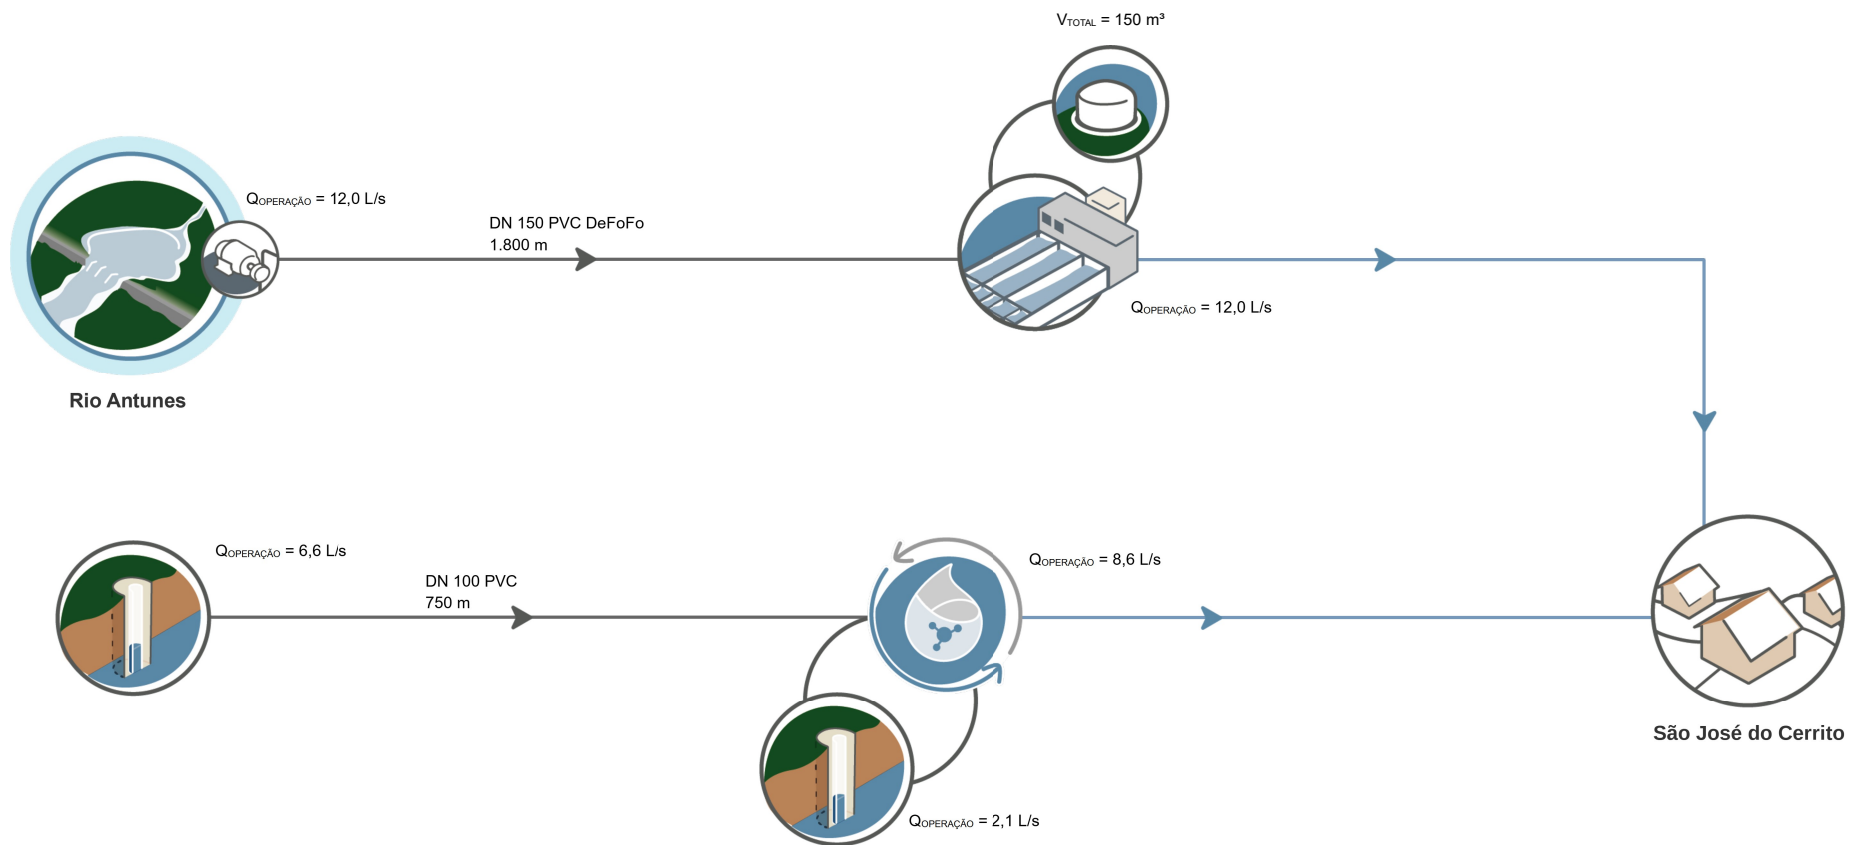 VTOTAL = 150 m³
QOPERAÇÃO = 12,0 L/s
DN 150 PVC DeFoFo
1.800 m
QOPERAÇÃO = 12,0 L/s
Rio Antunes
QOPERAÇÃO = 6,6 L/s
DN 100 PVC
750 m
QOPERAÇÃO = 8,6 L/s
São José do Cerrito
QOPERAÇÃO = 2,1 L/s